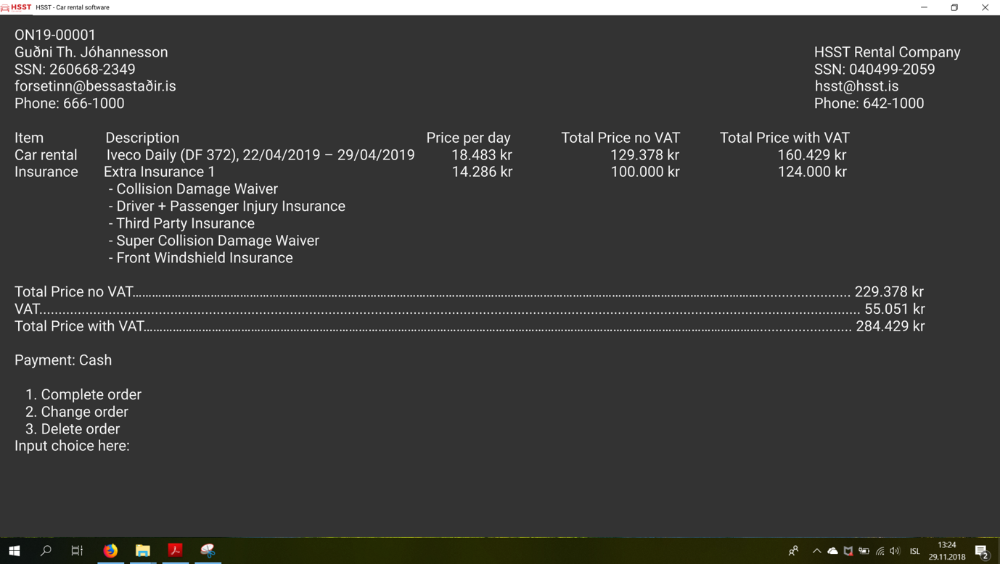 HSST HSST - Car rental software
ON19-00001
Guðni Th. Jóhannesson
HSST Rental Company
SSN: 260668-2349
SSN: 040499-2059
forsetinn@bessastaðir.is
hsst@hsst.is
Phone: 666-1000
Phone: 642-1000
Item Description Price per day Total Price no VAT Total Price with VAT
Car rental Iveco Daily (DF 372), 22/04/2019 – 29/04/2019 18.483 kr 129.378 kr 160.429 kr
Insurance Extra Insurance 1 14.286 kr 100.000 kr 124.000 kr
- Collision Damage Waiver
- Driver + Passenger Injury Insurance
- Third Party Insurance
- Super Collision Damage Waiver
- Front Windshield Insurance
Total Price no VAT........................................ 229.378 kr
VAT........................................ 55.051 kr
Total Price with VAT........................................ 284.429 kr
Payment: Cash
1. Complete order
2. Change order
3. Delete order
Input choice here:
ISL
13:24
29.11.2018
2